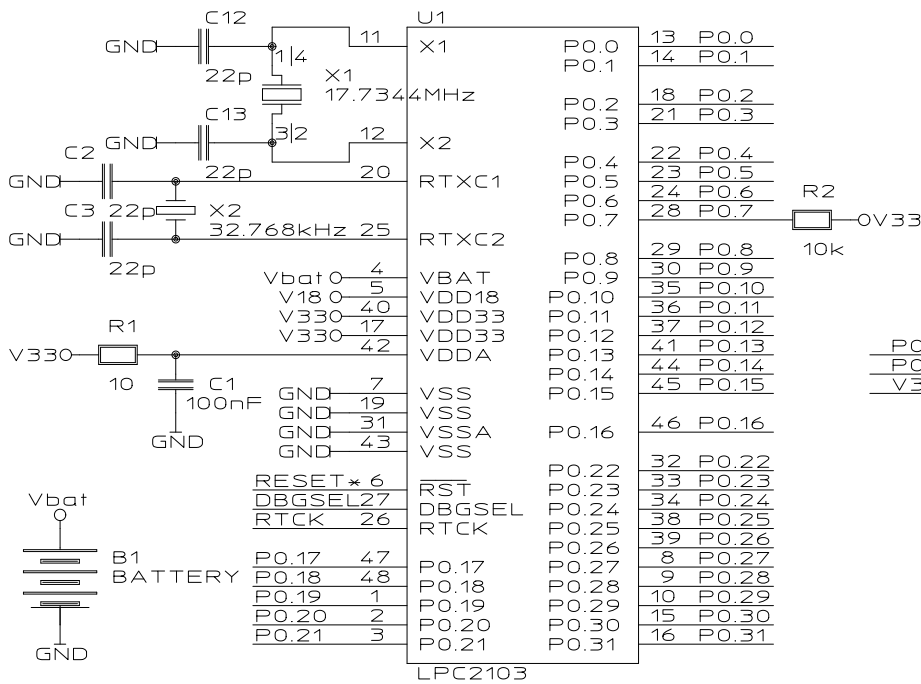 C12
U1
GND
11
X1
P0.0
13
P0.0
22p
1|4
P0.1
14
P0.1
X1
17.7344MHz
P0.2
18
P0.2
C13
P0.3
21
P0.3
GND
3|2
12
X2
22p
P0.4
22
P0.4
C2
20
RTXC1
P0.5
23
P0.5
GND
P0.6
24
P0.6
C3
22p
X2
P0.7
28
P0.7
R2
V33
10k
GND
32.768kHz
25
RTXC2
22p
P0.8
29
P0.8
Vbat
4
VBAT
P0.9
30
P0.9
V18
5
VDD18
P0.10
35
P0.10
V33
40
VDD33
P0.11
36
P0.11
V33
17
VDD33
P0.12
37
P0.12
R1
V33
42
VDDA
P0.13
41
P0.13
P0
10
P0.14
44
P0.14
P0
C1
100nF
GND
GND
7
VSS
P0.15
45
P0.15
V3
GND
19
VSS
GND
31
VSSA
P0.16
46
P0.16
GND
43
VSS
P0.22
32
P0.22
RESET* 6
RST
P0.23
33
P0.23
DBGSEL 27
DBGSEL
P0.24
34
P0.24
RTCK 26
RTCK
P0.25
38
P0.25
P0.26
39
P0.26
Vbat
B1
BATTERY
GND
P0.17
47
P0.17
P0.27
8
P0.27
P0.18
48
P0.18
P0.28
9
P0.28
P0.19
1
P0.19
P0.29
10
P0.29
P0.20
2
P0.20
P0.30
15
P0.30
P0.21
3
P0.21
P0.31
16
P0.31
LPC2103